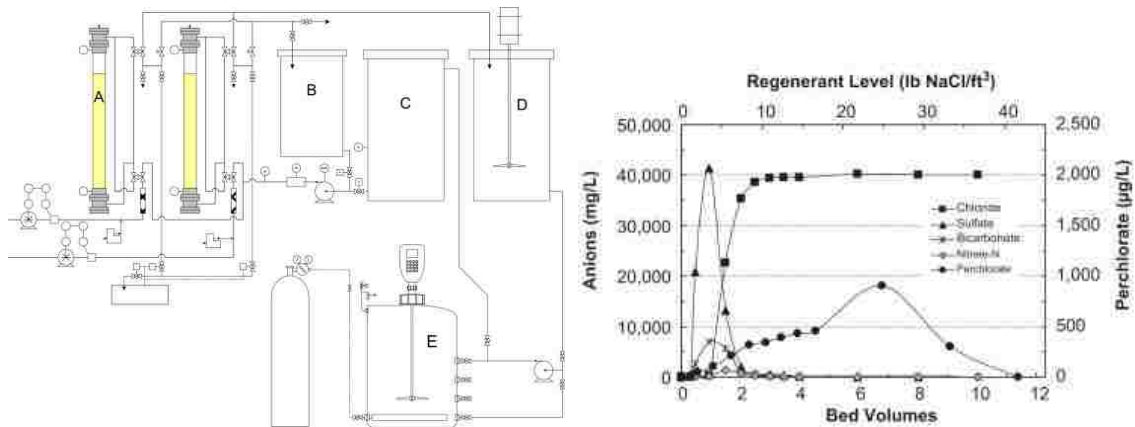 A
B
C
D
E
Regenerant Level (lb NaCl/ft³)
0 10 20 30 40
50,000
40,000
30,000
20,000
10,000
0
Anions (mg/L)
2,500
2,000
1,500
1,000
500
0
Perchlorate (µg/L)
Chloride
Sulfate
Bicarbonate
Nitrate-N
Perchlorate
0 2 4 6 8 10 12
Bed Volumes